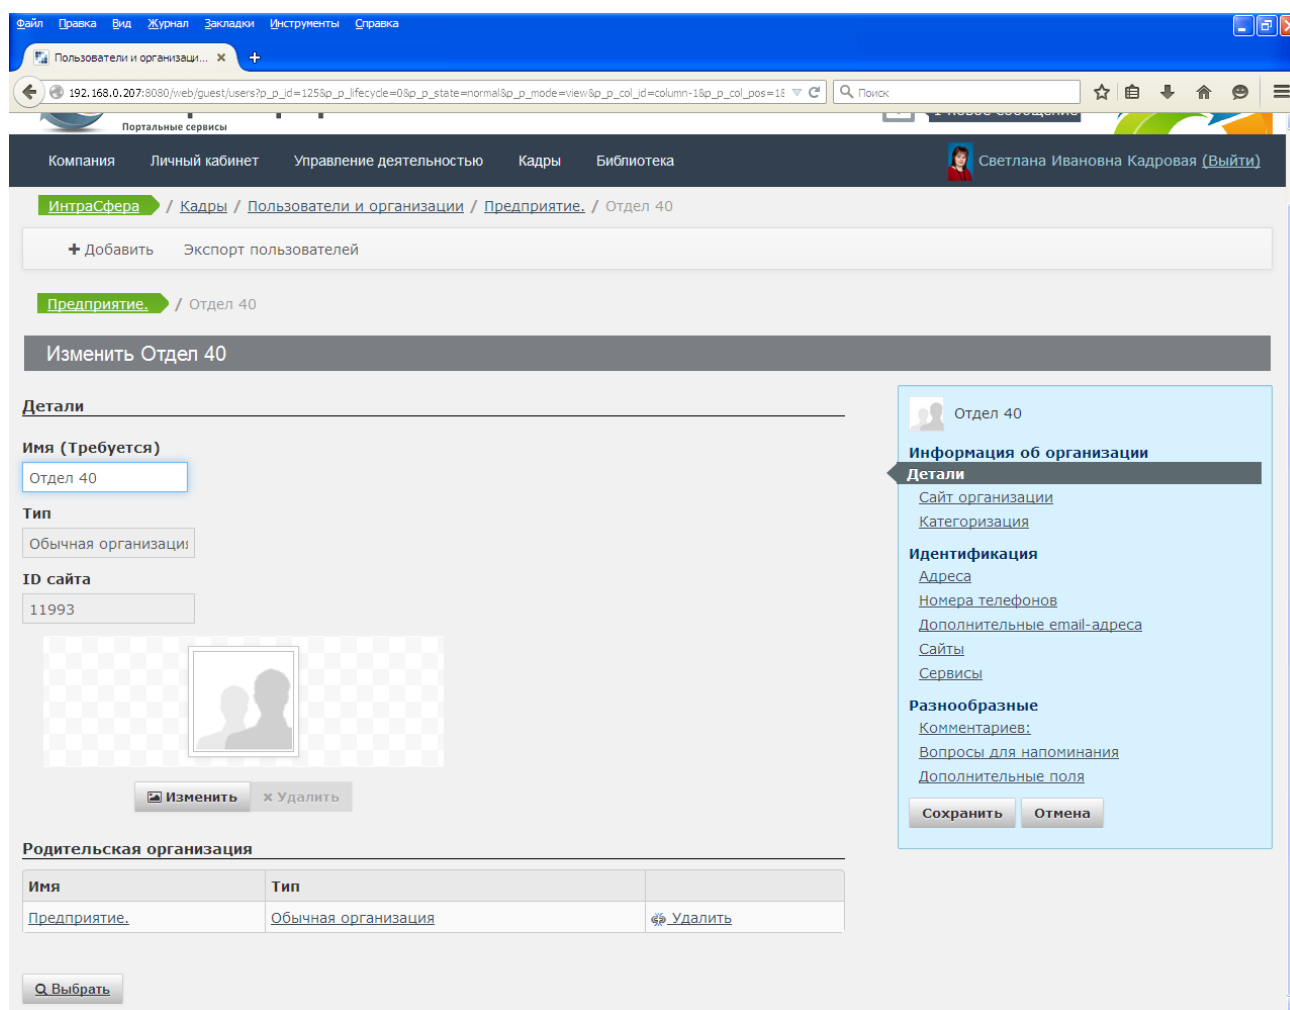 Файл Правка Вид Журнал Закладки Инструменты Справка
Пользователи и организаци...
192.168.0.207:8080/web/guest/users?p_p_id=125&p_p_lifecycle=0&p_p_state=normal&p_p_mode=view&p_p_col_id=column-1&p_p_col_pos=1& Поиск
Портальные сервисы
1 новое сообщение
Компания Личный кабинет Управление деятельностью Кадры Библиотека Светлана Ивановна Кадровая (Выйти)
ИнтраСфера / Кадры / Пользователи и организации / Предприятие. / Отдел 40
Добавить Экспорт пользователей
Предприятие. / Отдел 40
Изменить Отдел 40
Детали
Имя (Требуется)
Отдел 40
Тип
Обычная организация
ID сайта
11993
Изменить Удалить
Родительская организация
Имя Тип
Предприятие. Обычная организация Удалить
Выбрать
Отдел 40
Информация об организации
Детали
Сайт организации
Категоризация
Идентификация
Адреса
Номера телефонов
Дополнительные email-адреса
Сайты
Сервисы
Разнообразные
Комментариев:
Вопросы для напоминания
Дополнительные поля
Сохранить Отмена